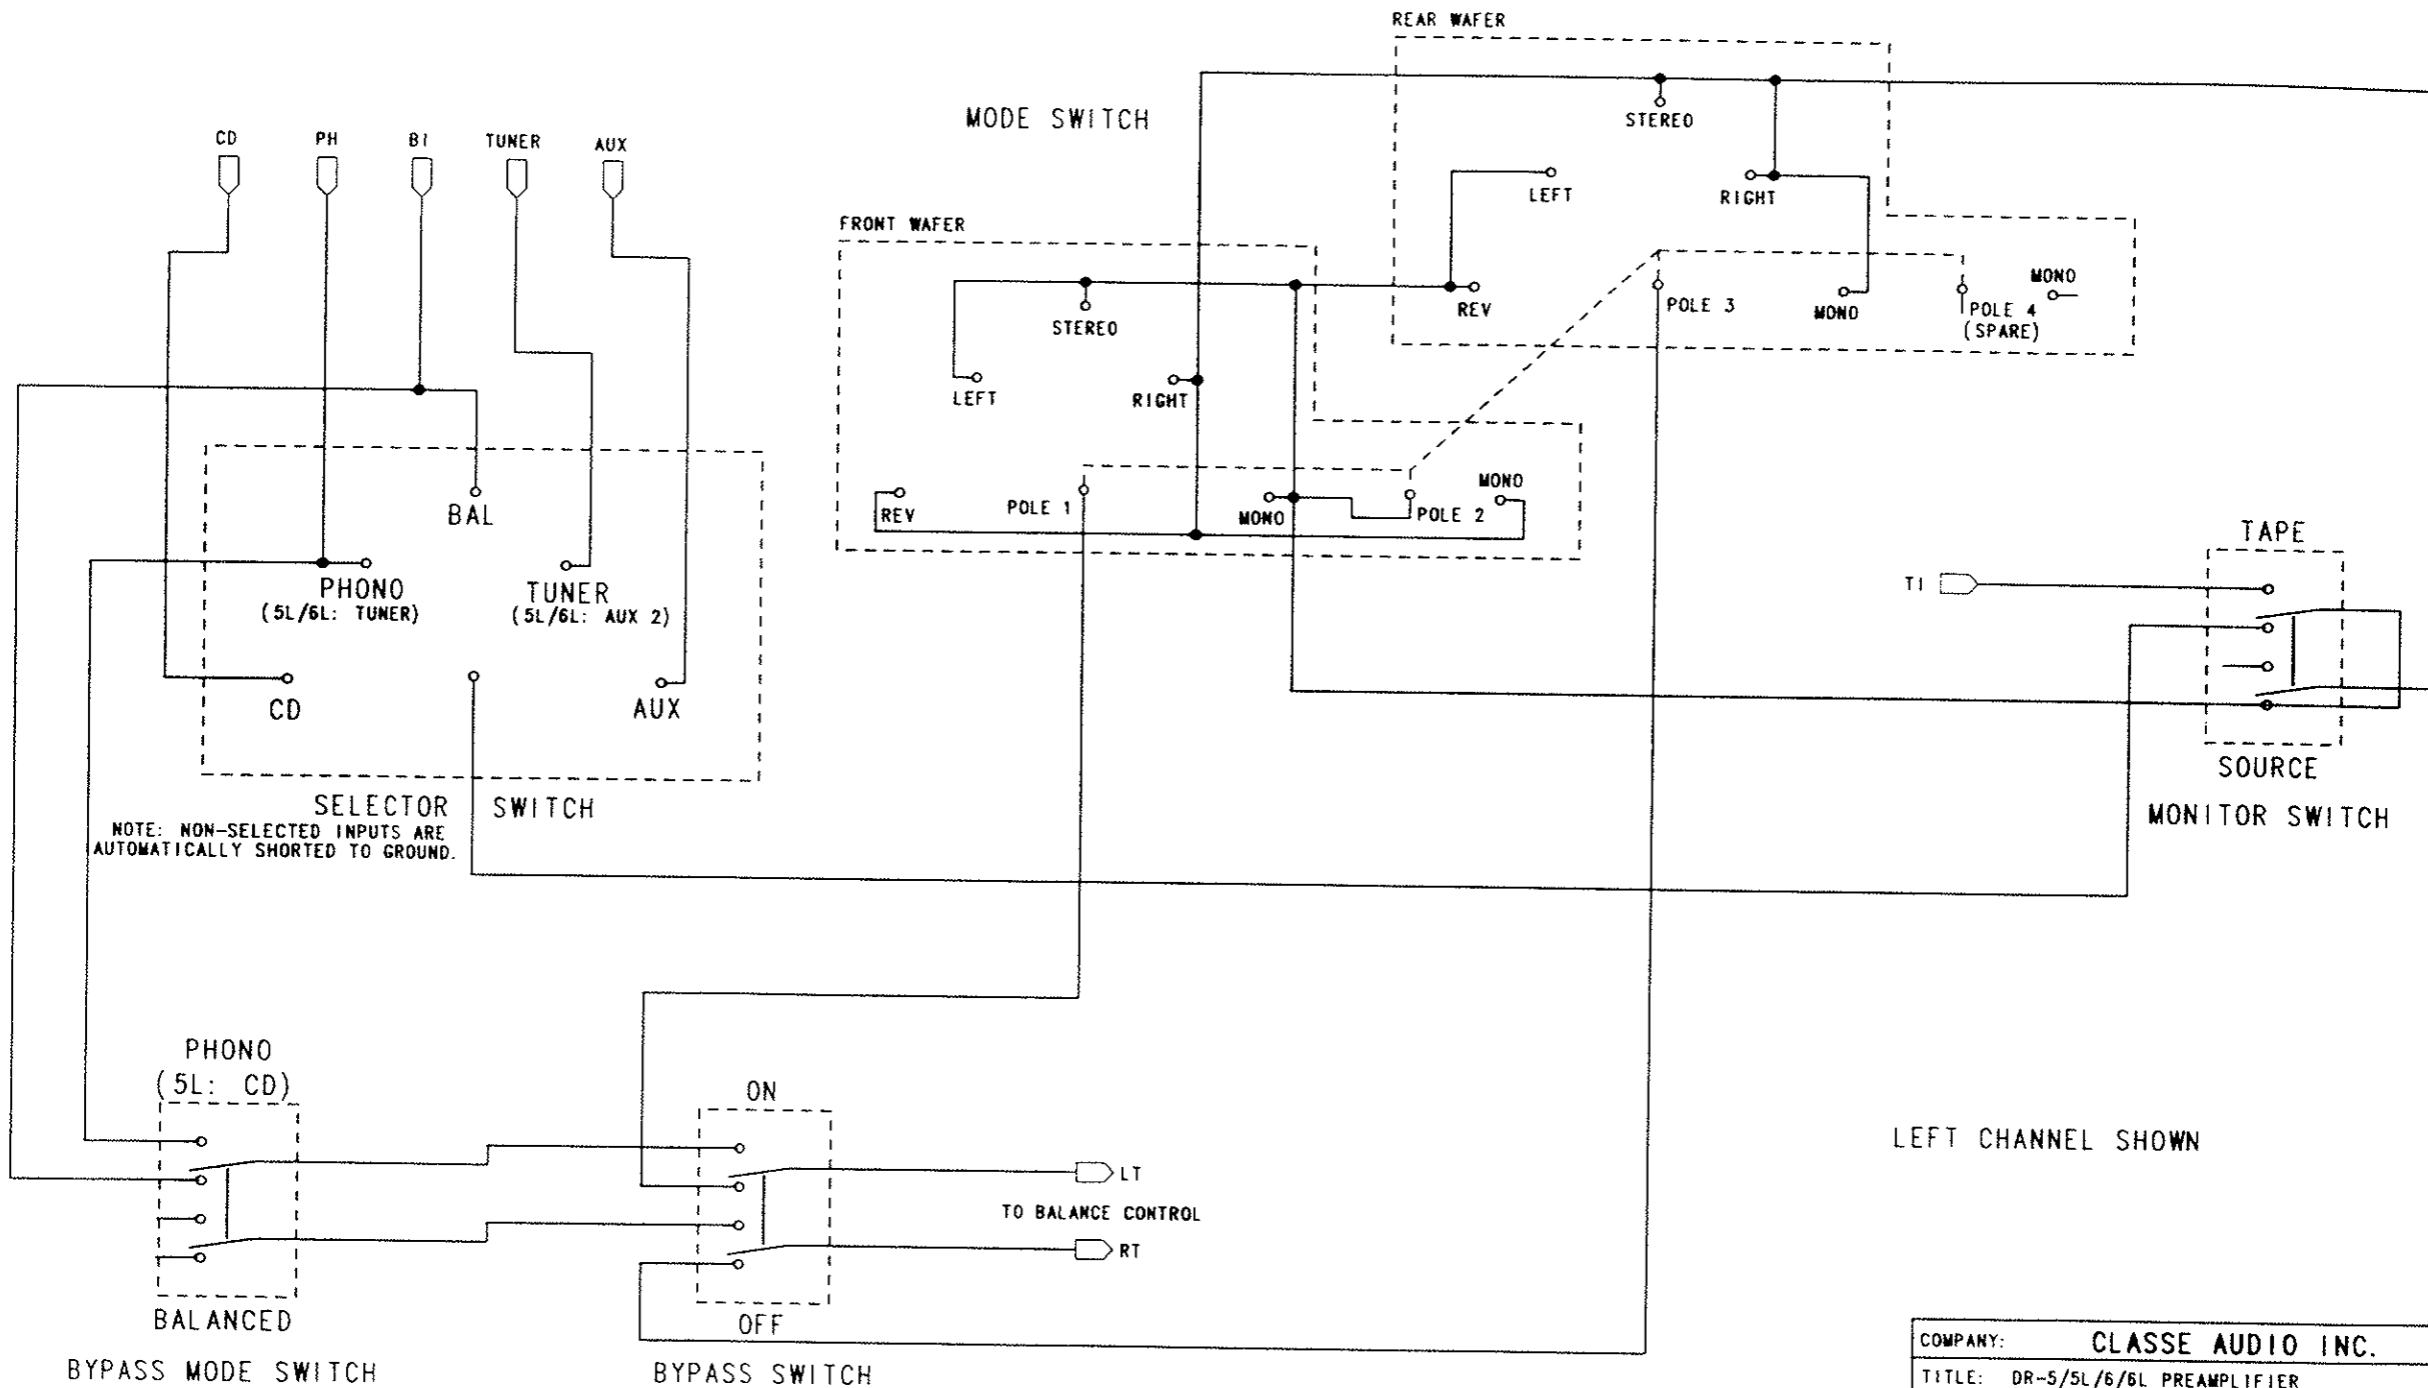 REAR WAFER
MODE SWITCH
STEREO
CD PH BI TUNER AUX
LEFT RIGHT
FRONT WAFER
STEREO
REV POLE 3 MONO POLE 4 MONO
(SPARE)
LEFT RIGHT
REV POLE 1 MONO POLE 2 MONO
BAL
PHONO TUNER
(5L/6L: TUNER) (5L/6L: AUX 2)
CD AUX
SELECTOR SWITCH
NOTE: NON-SELECTED INPUTS ARE
AUTOMATICALLY SHORTED TO GROUND.
TAPE
TI
SOURCE
MONITOR SWITCH
PHONO
(5L: CD)
BALANCED
BYPASS MODE SWITCH
ON
LT
TO BALANCE CONTROL
RT
OFF
BYPASS SWITCH
LEFT CHANNEL SHOWN
COMPANY: CLASSE AUDIO INC.
TITLE: DR-5/5L/6/6L PREAMPLIFIER